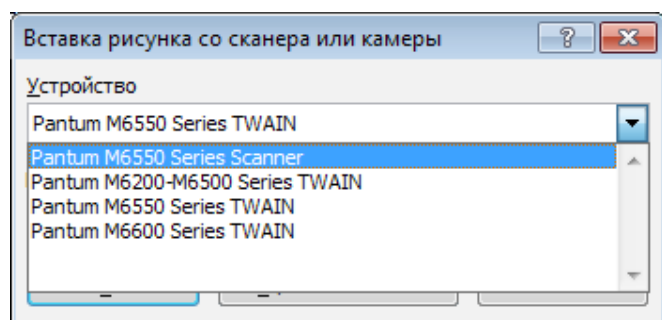 Вставка рисунка со сканера или камеры
Устройство
Pantum M6550 Series TWAIN
Pantum M6550 Series Scanner
Pantum M6200-M6500 Series TWAIN
Pantum M6550 Series TWAIN
Pantum M6600 Series TWAIN